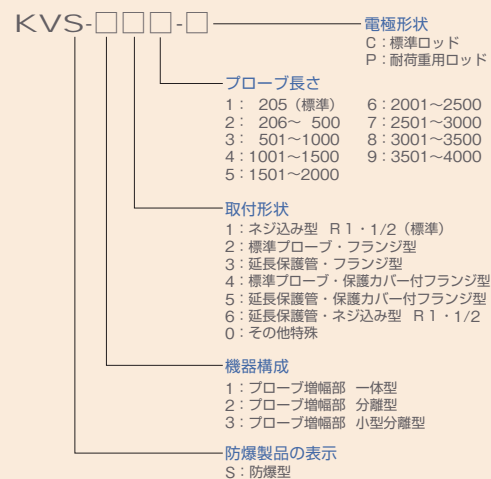 KVS-□□□-□
電極形状
C：標準ロッド
P：耐荷重用ロッド
プローブ長さ
1： 205（標準） 6：2001〜2500
2： 206〜 500 7：2501〜3000
3： 501〜1000 8：3001〜3500
4：1001〜1500 9：3501〜4000
5：1501〜2000
取付形状
1：ネジ込み型 R1・1/2（標準）
2：標準プローブ・フランジ型
3：延長保護管・フランジ型
4：標準プローブ・保護カバー付フランジ型
5：延長保護管・保護カバー付フランジ型
6：延長保護管・ネジ込み型 R1・1/2
0：その他特殊
機器構成
1：プローブ増幅部 一体型
2：プローブ増幅部 分離型
3：プローブ増幅部 小型分離型
防爆製品の表示
S：防爆型